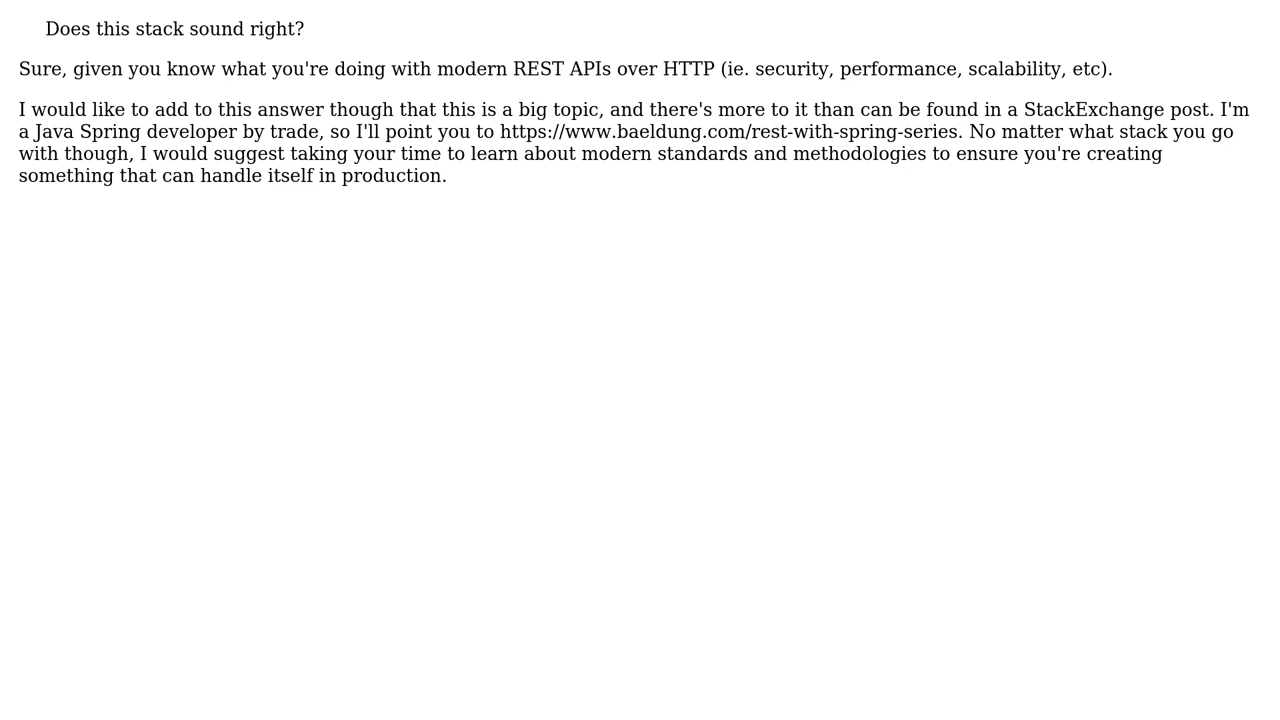 Does this stack sound right?
Sure, given you know what you're doing with modern REST APIs over HTTP (ie. security, performance, scalability, etc).
I would like to add to this answer though that this is a big topic, and there's more to it than can be found in a StackExchange post. I'm
a Java Spring developer by trade, so I'll point you to https://www.baeldung.com/rest-with-spring-series. No matter what stack you go
with though, I would suggest taking your time to learn about modern standards and methodologies to ensure you're creating
something that can handle itself in production.